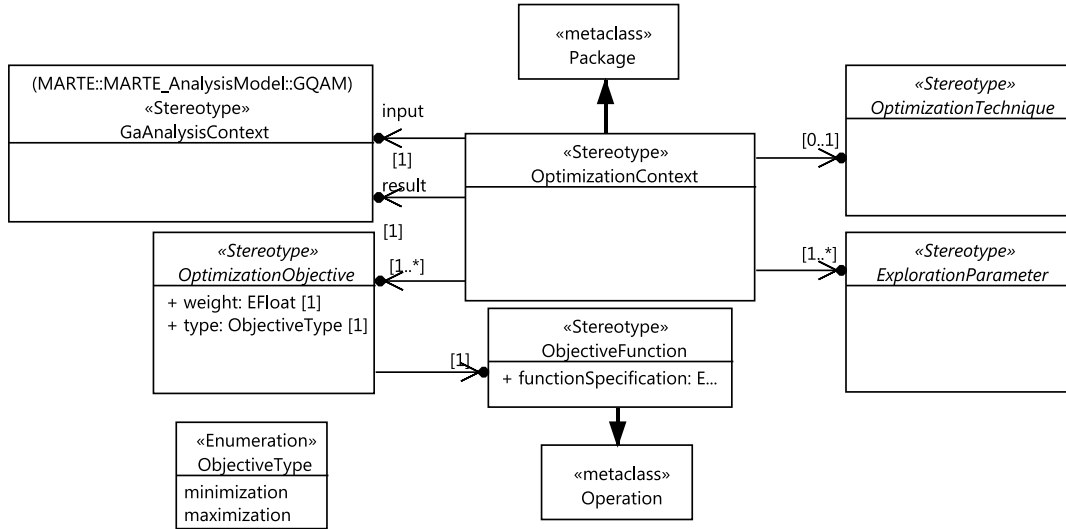 «metaclass»
Package
(MARTE::MARTE_AnalysisModel::GQAM)
«Stereotype»
GaAnalysisContext
input
[1]
result
[1]
«Stereotype»
OptimizationContext
«Stereotype»
OptimizationTechnique
[0..1]
«Stereotype»
OptimizationObjective
+ weight: EFloat [1]
+ type: ObjectiveType [1]
[1..*]
[1..*]
«Stereotype»
ExplorationParameter
[1]
«Stereotype»
ObjectiveFunction
+ functionSpecification: E...
«Enumeration»
ObjectiveType
minimization
maximization
«metaclass»
Operation